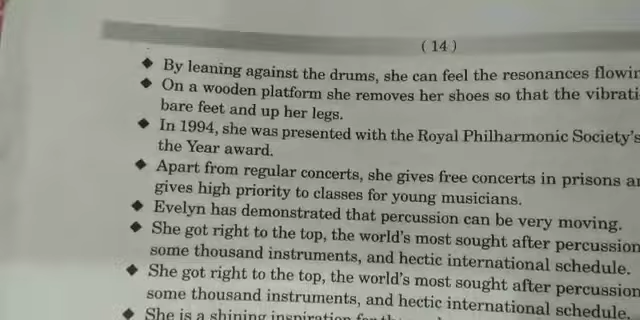 ( 14 )
◆ By leaning against the drums, she can feel the resonances
◆ On a wooden platform she removes her shoes so that the
bare feet and up her legs.
◆ In 1994, she was presented with the Royal Philharmonic Society's
the Year award.
◆ Apart from regular concerts, she gives free concerts in prisons
gives high priority to classes for young musicians.
◆ Evelyn has demonstrated that percussion can be very moving.
◆ She got right to the top, the world's most sought after percussion
some thousand instruments, and hectic international schedule.
◆ She got right to the top, the world's most sought after percussion
some thousand instruments, and hectic international schedule.
◆ She is a shining inspiration